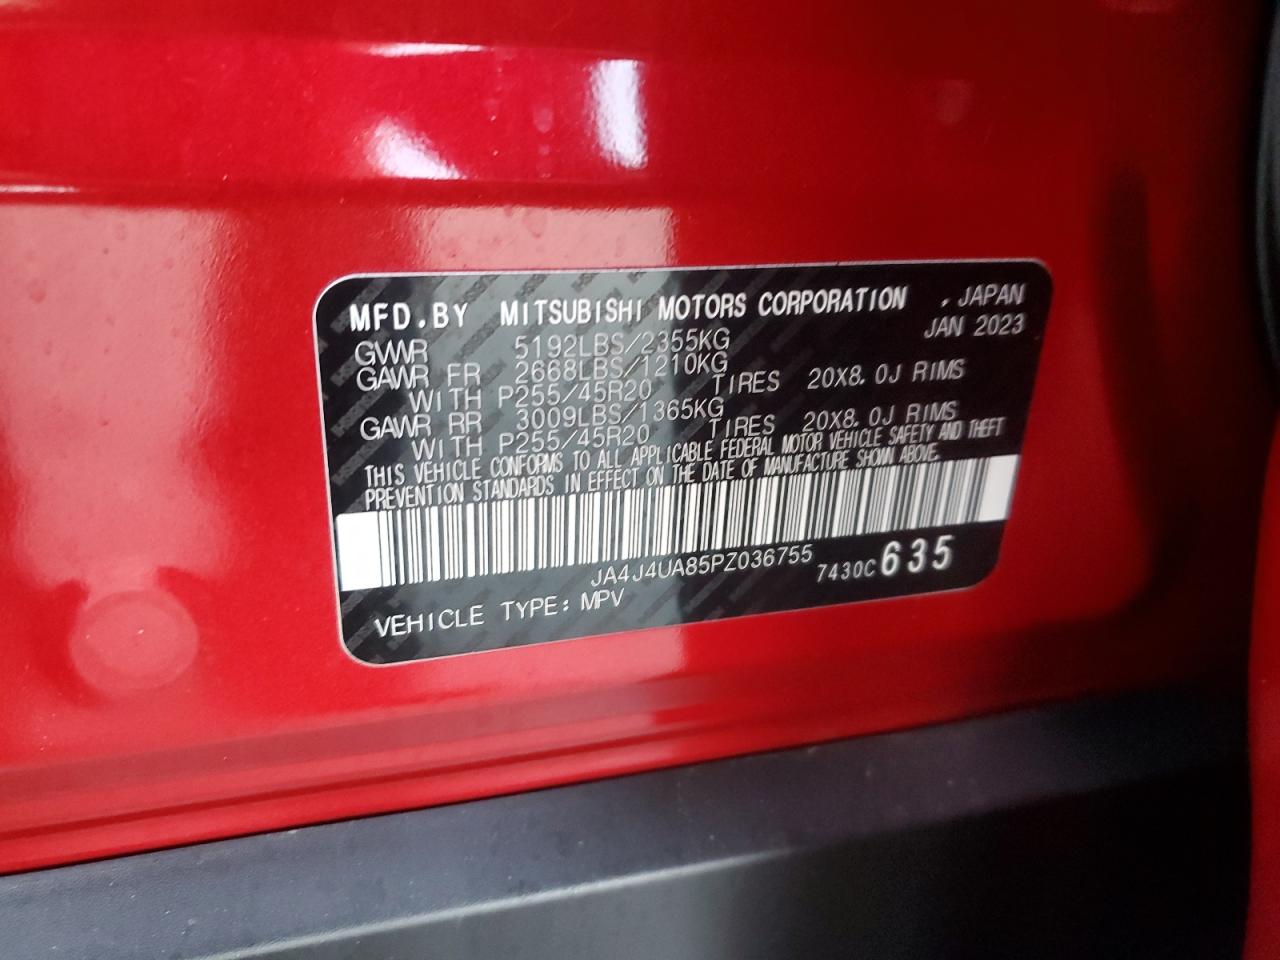 MFD.BY MITSUBISHI MOTORS CORPORATION , JAPAN
JAN 2023
GVWR 5192LBS/2355KG
GAWR FR 2668LBS/1210KG
WITH P255/45R20 TIRES 20X8.0J RIMS
GAWR RR 3009LBS/1365KG
WITH P255/45R20 TIRES 20X8.0J RIMS
THIS VEHICLE CONFORMS TO ALL APPLICABLE FEDERAL MOTOR VEHICLE SAFETY AND THEFT
PREVENTION STANDARDS IN EFFECT ON THE DATE OF MANUFACTURE SHOWN ABOVE.
JA4J4UA85PZ036755 7430C635
VEHICLE TYPE: MPV